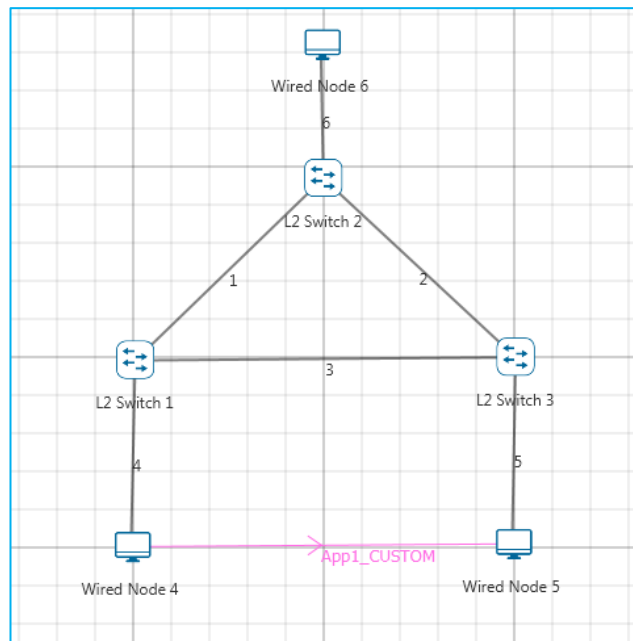 Wired Node 6
6
L2 Switch 2
1
2
3
L2 Switch 1
L2 Switch 3
4
5
App1_CUSTOM
Wired Node 4
Wired Node 5